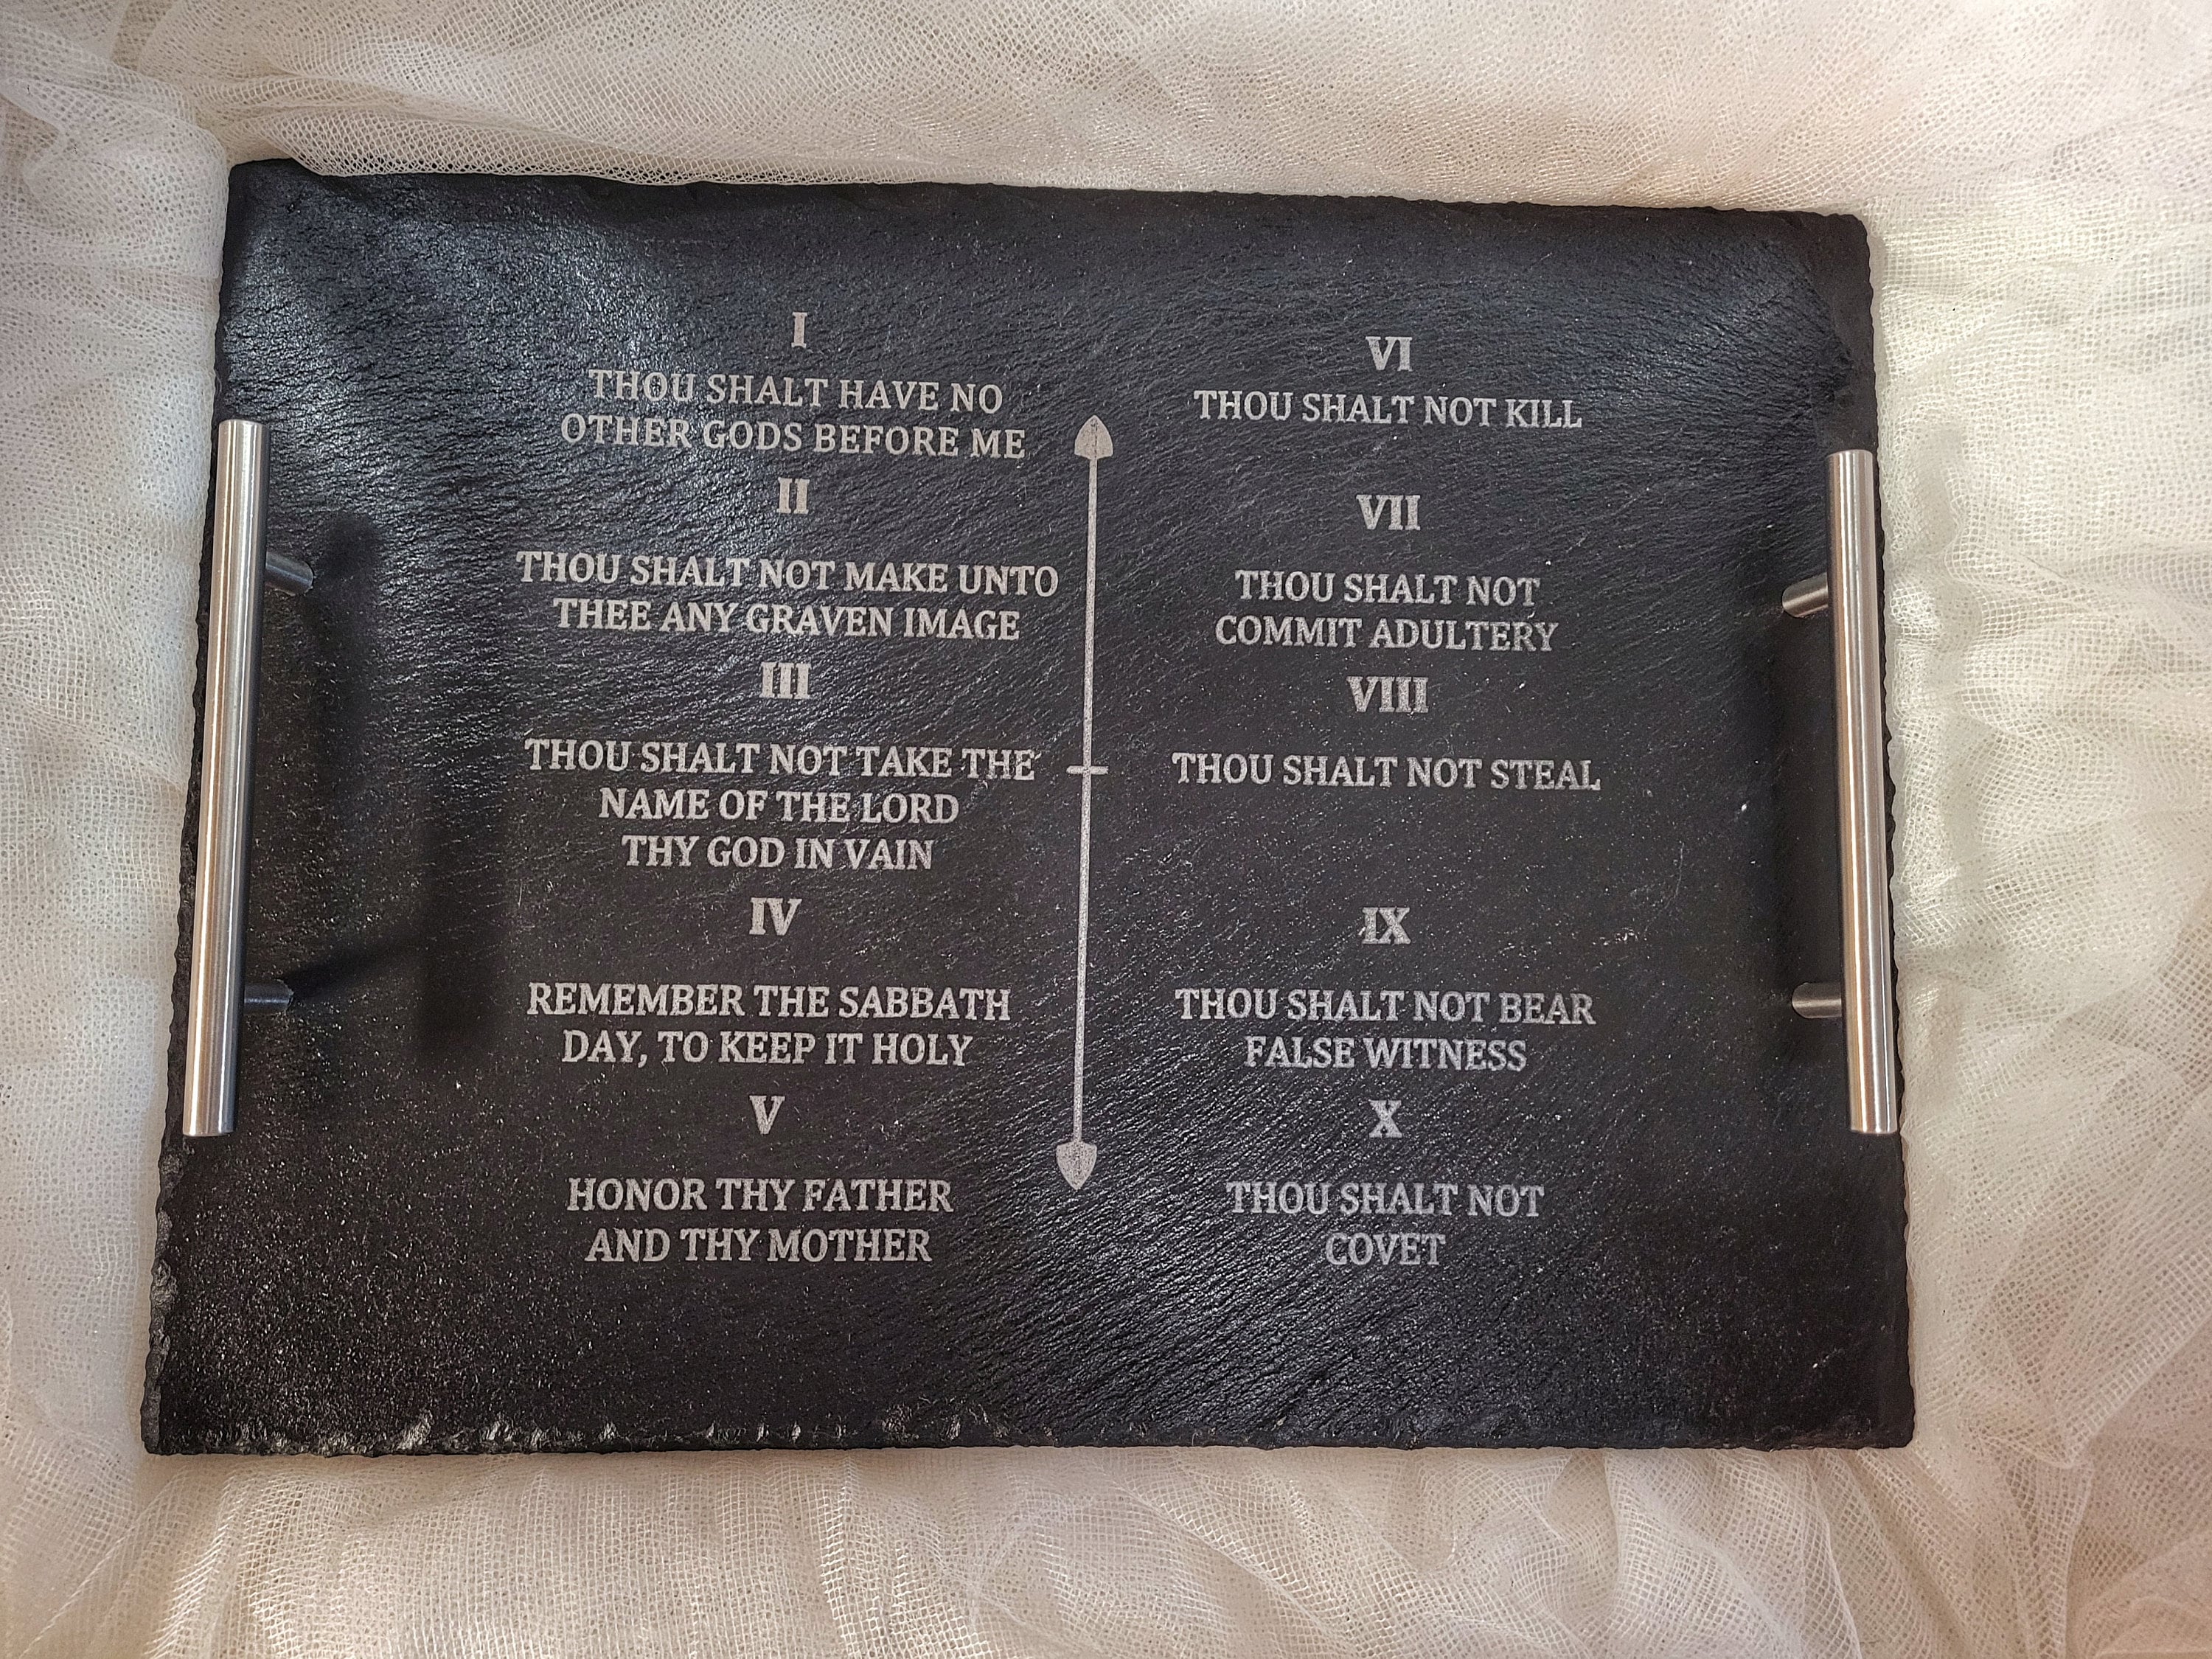 I
THOU SHALT HAVE NO
OTHER GODS BEFORE ME
II
THOU SHALT NOT MAKE UNTO
THEE ANY GRAVEN IMAGE
III
THOU SHALT NOT TAKE THE
NAME OF THE LORD
THY GOD IN VAIN
IV
REMEMBER THE SABBATH
DAY, TO KEEP IT HOLY
V
HONOR THY FATHER
AND THY MOTHER
VI
THOU SHALT NOT KILL
VII
THOU SHALT NOT
COMMIT ADULTERY
VIII
THOU SHALT NOT STEAL
IX
THOU SHALT NOT BEAR
FALSE WITNESS
X
THOU SHALT NOT
COVET